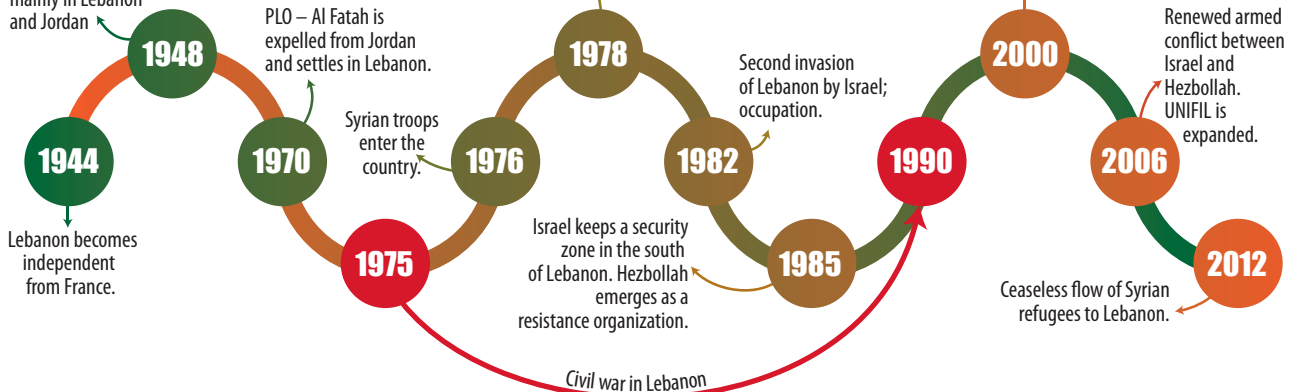 mainly in Lebanon
and Jordan
1948
PLO – Al Fatah is
expelled from Jordan
and settles in Lebanon.
1978
2000
Renewed armed
conflict between
Israel and
Hezbollah.
UNIFIL is
expanded.
Second invasion
of Lebanon by Israel;
occupation.
Syrian troops
enter the
country.
1944
1970
1976
1982
1990
2006
Lebanon becomes
independent
from France.
1975
Israel keeps a security
zone in the south
of Lebanon. Hezbollah
emerges as a
resistance organization.
1985
2012
Ceaseless flow of Syrian
refugees to Lebanon.
Civil war in Lebanon